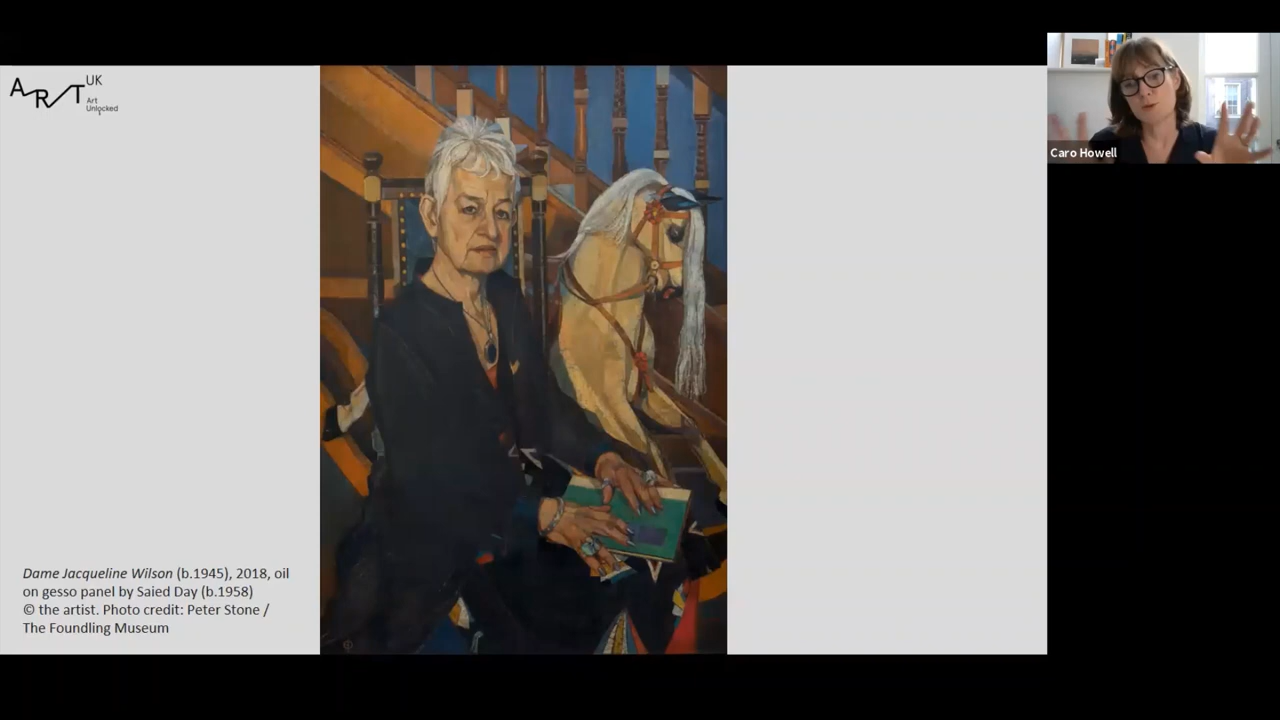 ART UK
Art
Unlocked
Caro Howell
Dame Jacqueline Wilson (b.1945), 2018, oil
on gesso panel by Saied Day (b.1958)
© the artist. Photo credit: Peter Stone /
The Foundling Museum